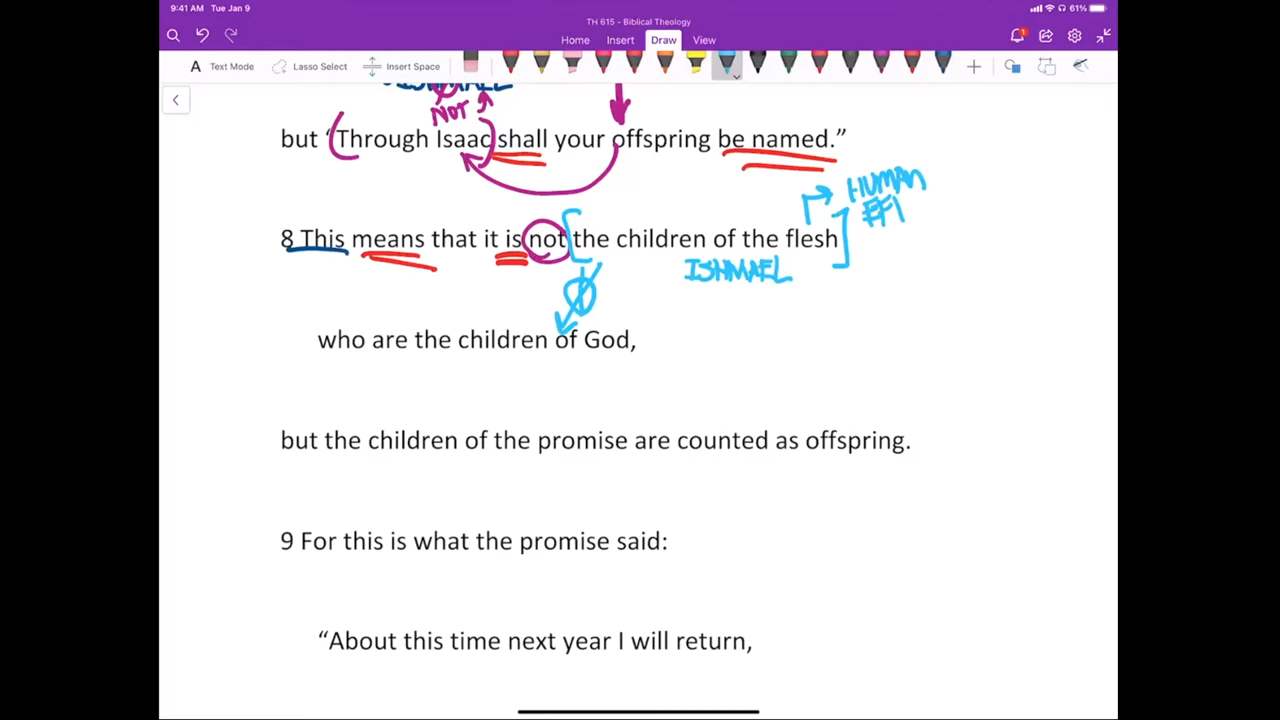 9:41 AM Tue Jan 9
61%
TH 615 - Biblical Theology
Home Insert Draw View
1
A Text Mode Lasso Select Insert Space
ISHMAEL
NOT
but “Through Isaac shall your offspring be named.”
HUMAN
EFF
8 This means that it is not the children of the flesh
ISHMAEL
who are the children of God,
but the children of the promise are counted as offspring.
9 For this is what the promise said:
“About this time next year I will return,